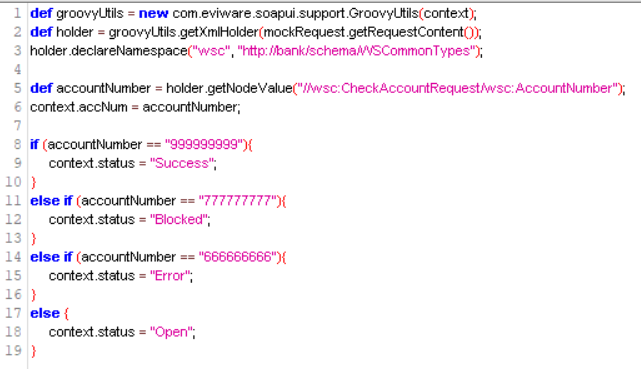 1 def groovyUtils = new com.eviware.soapui.support.GroovyUtils(context);
2 def holder = groovyUtils.getXmlHolder(mockRequest.getRequestContent());
3 holder.declareNamespace("wsc", "http://bank/schema/WSCommonTypes");
4
5 def accountNumber = holder.getNodeValue("//wsc:CheckAccountRequest/wsc:AccountNumber");
6 context.accNum = accountNumber;
7
8 if (accountNumber == "999999999"){
9 context.status = "Success";
10 }
11 else if (accountNumber == "777777777"){
12 context.status = "Blocked";
13 }
14 else if (accountNumber == "666666666"){
15 context.status = "Error";
16 }
17 else {
18 context.status = "Open";
19 }